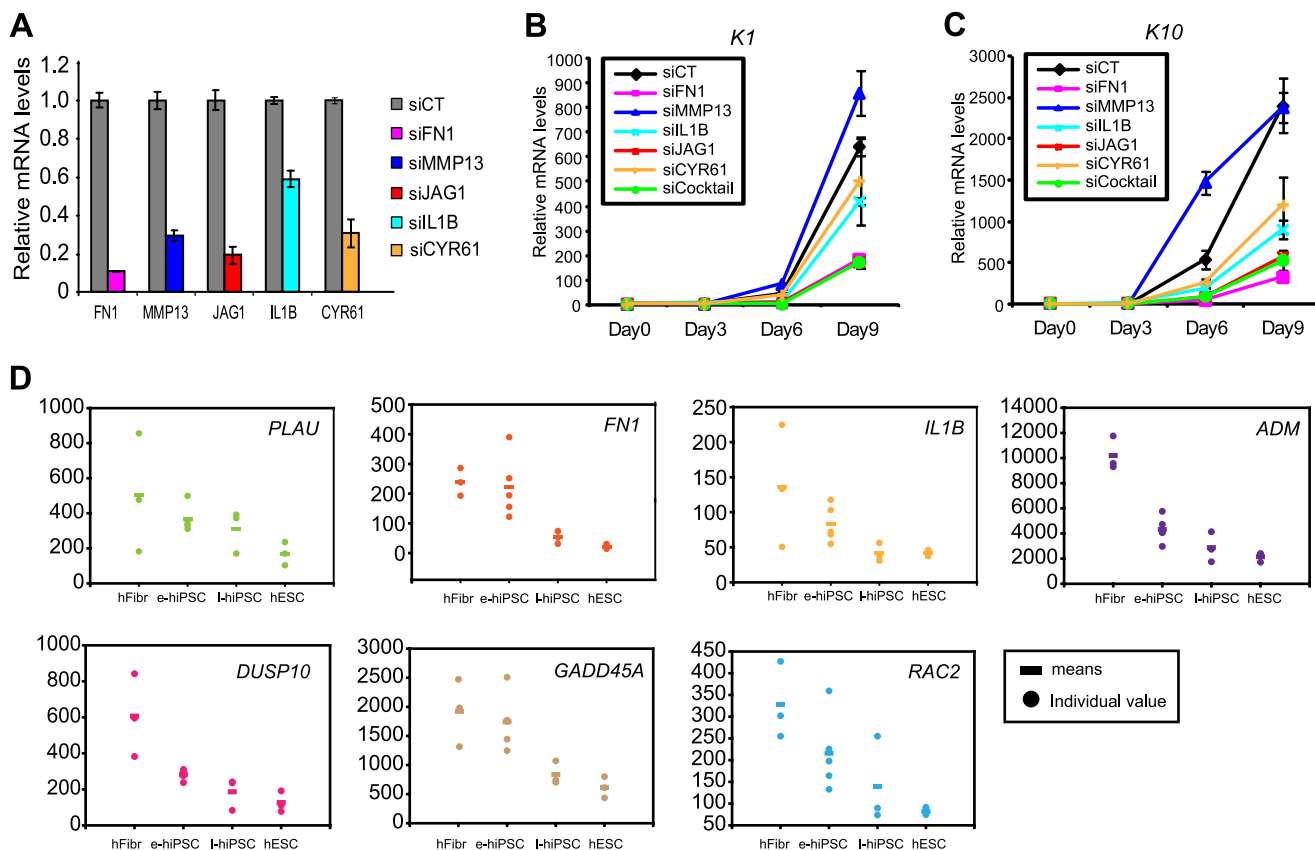 A
Relative mRNA levels
1.2
1.0
0.8
0.6
0.4
0.2
0
FN1 MMP13 JAG1 IL1B CYR61
siCT
siFN1
siMMP13
siJAG1
siIL1B
siCYR61
B
K1
Relative mRNA levels
1000
900
800
700
600
500
400
300
200
100
0
siCT
siFN1
siMMP13
siIL1B
siJAG1
siCYR61
siCocktail
Day0 Day3 Day6 Day9
C
K10
Relative mRNA levels
3000
2500
2000
1500
1000
500
0
siCT
siFN1
siMMP13
siIL1B
siJAG1
siCYR61
siCocktail
Day0 Day3 Day6 Day9
D
PLAU
1000
800
600
400
200
0
hFibr e-hiPSC l-hiPSC hESC
FN1
500
400
300
200
100
0
hFibr e-hiPSC l-hiPSC hESC
IL1B
250
200
150
100
50
0
hFibr e-hiPSC l-hiPSC hESC
ADM
14000
12000
10000
8000
6000
4000
2000
0
hFibr e-hiPSC l-hiPSC hESC
DUSP10
1000
800
600
400
200
0
hFibr e-hiPSC l-hiPSC hESC
GADD45A
3000
2500
2000
1500
1000
500
0
hFibr e-hiPSC l-hiPSC hESC
RAC2
450
350
300
250
200
150
100
50
hFibr e-hiPSC l-hiPSC hESC
means
Individual value